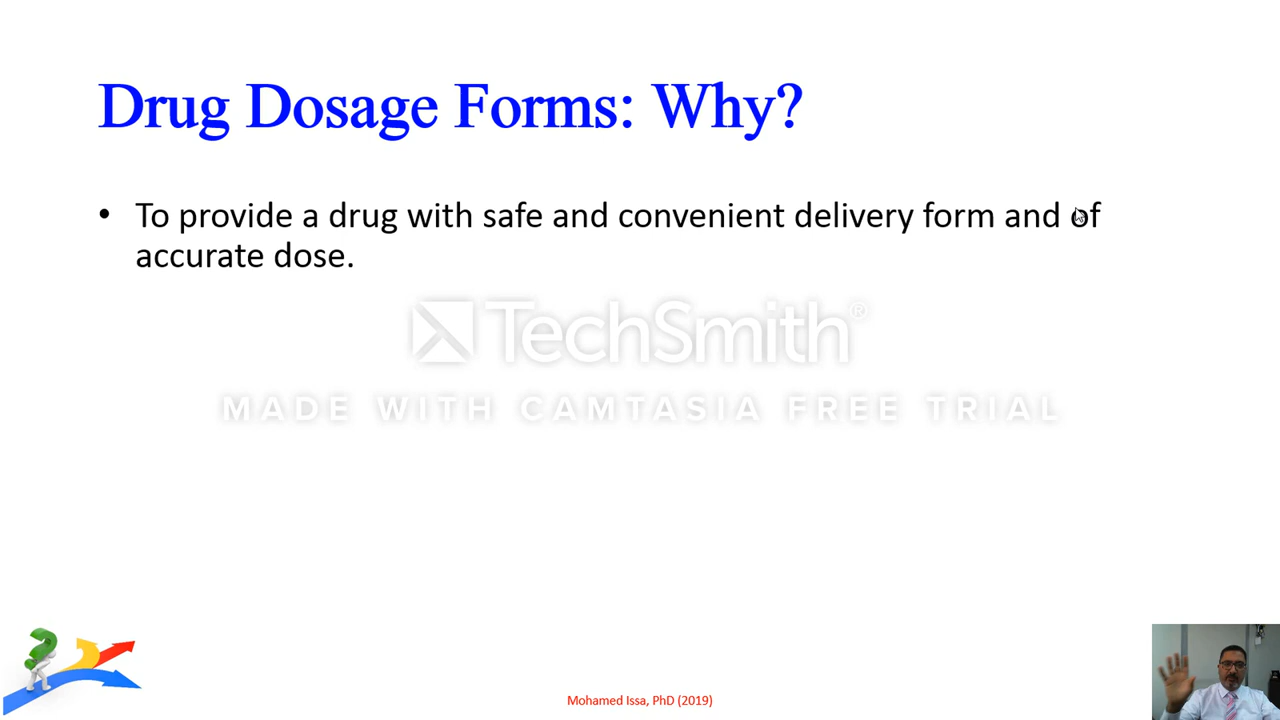 Drug Dosage Forms: Why?
• To provide a drug with safe and convenient delivery form and of
accurate dose.
TechSmith®
MADE WITH CAMTASIA FREE TRIAL
Mohamed Issa, PhD (2019)